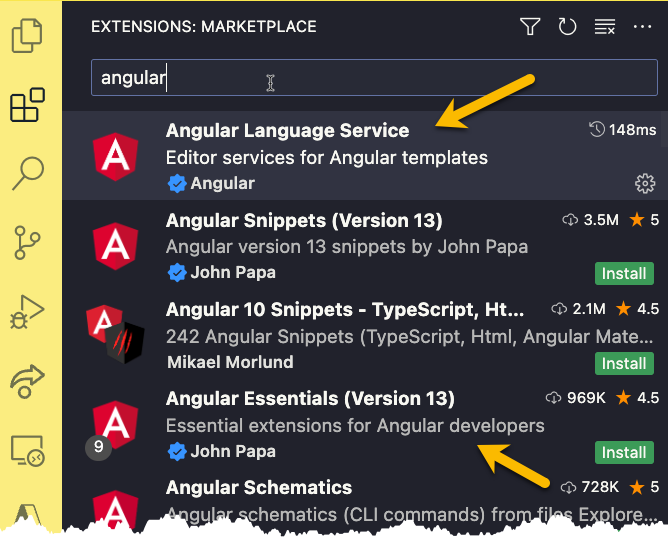 EXTENSIONS: MARKETPLACE
angular
Angular Language Service 148ms
Editor services for Angular templates
Angular
Angular Snippets (Version 13) 3.5M 5
Angular version 13 snippets by John Papa
John Papa Install
Angular 10 Snippets - TypeScript, Ht... 2.1M 4.5
242 Angular Snippets (TypeScript, Html, Angular Mate...
Mikael Morlund Install
Angular Essentials (Version 13) 969K 4.5
Essential extensions for Angular developers
9 John Papa Install
Angular Schematics 728K 5
Angular schematics (CLI commands) from files Explore...